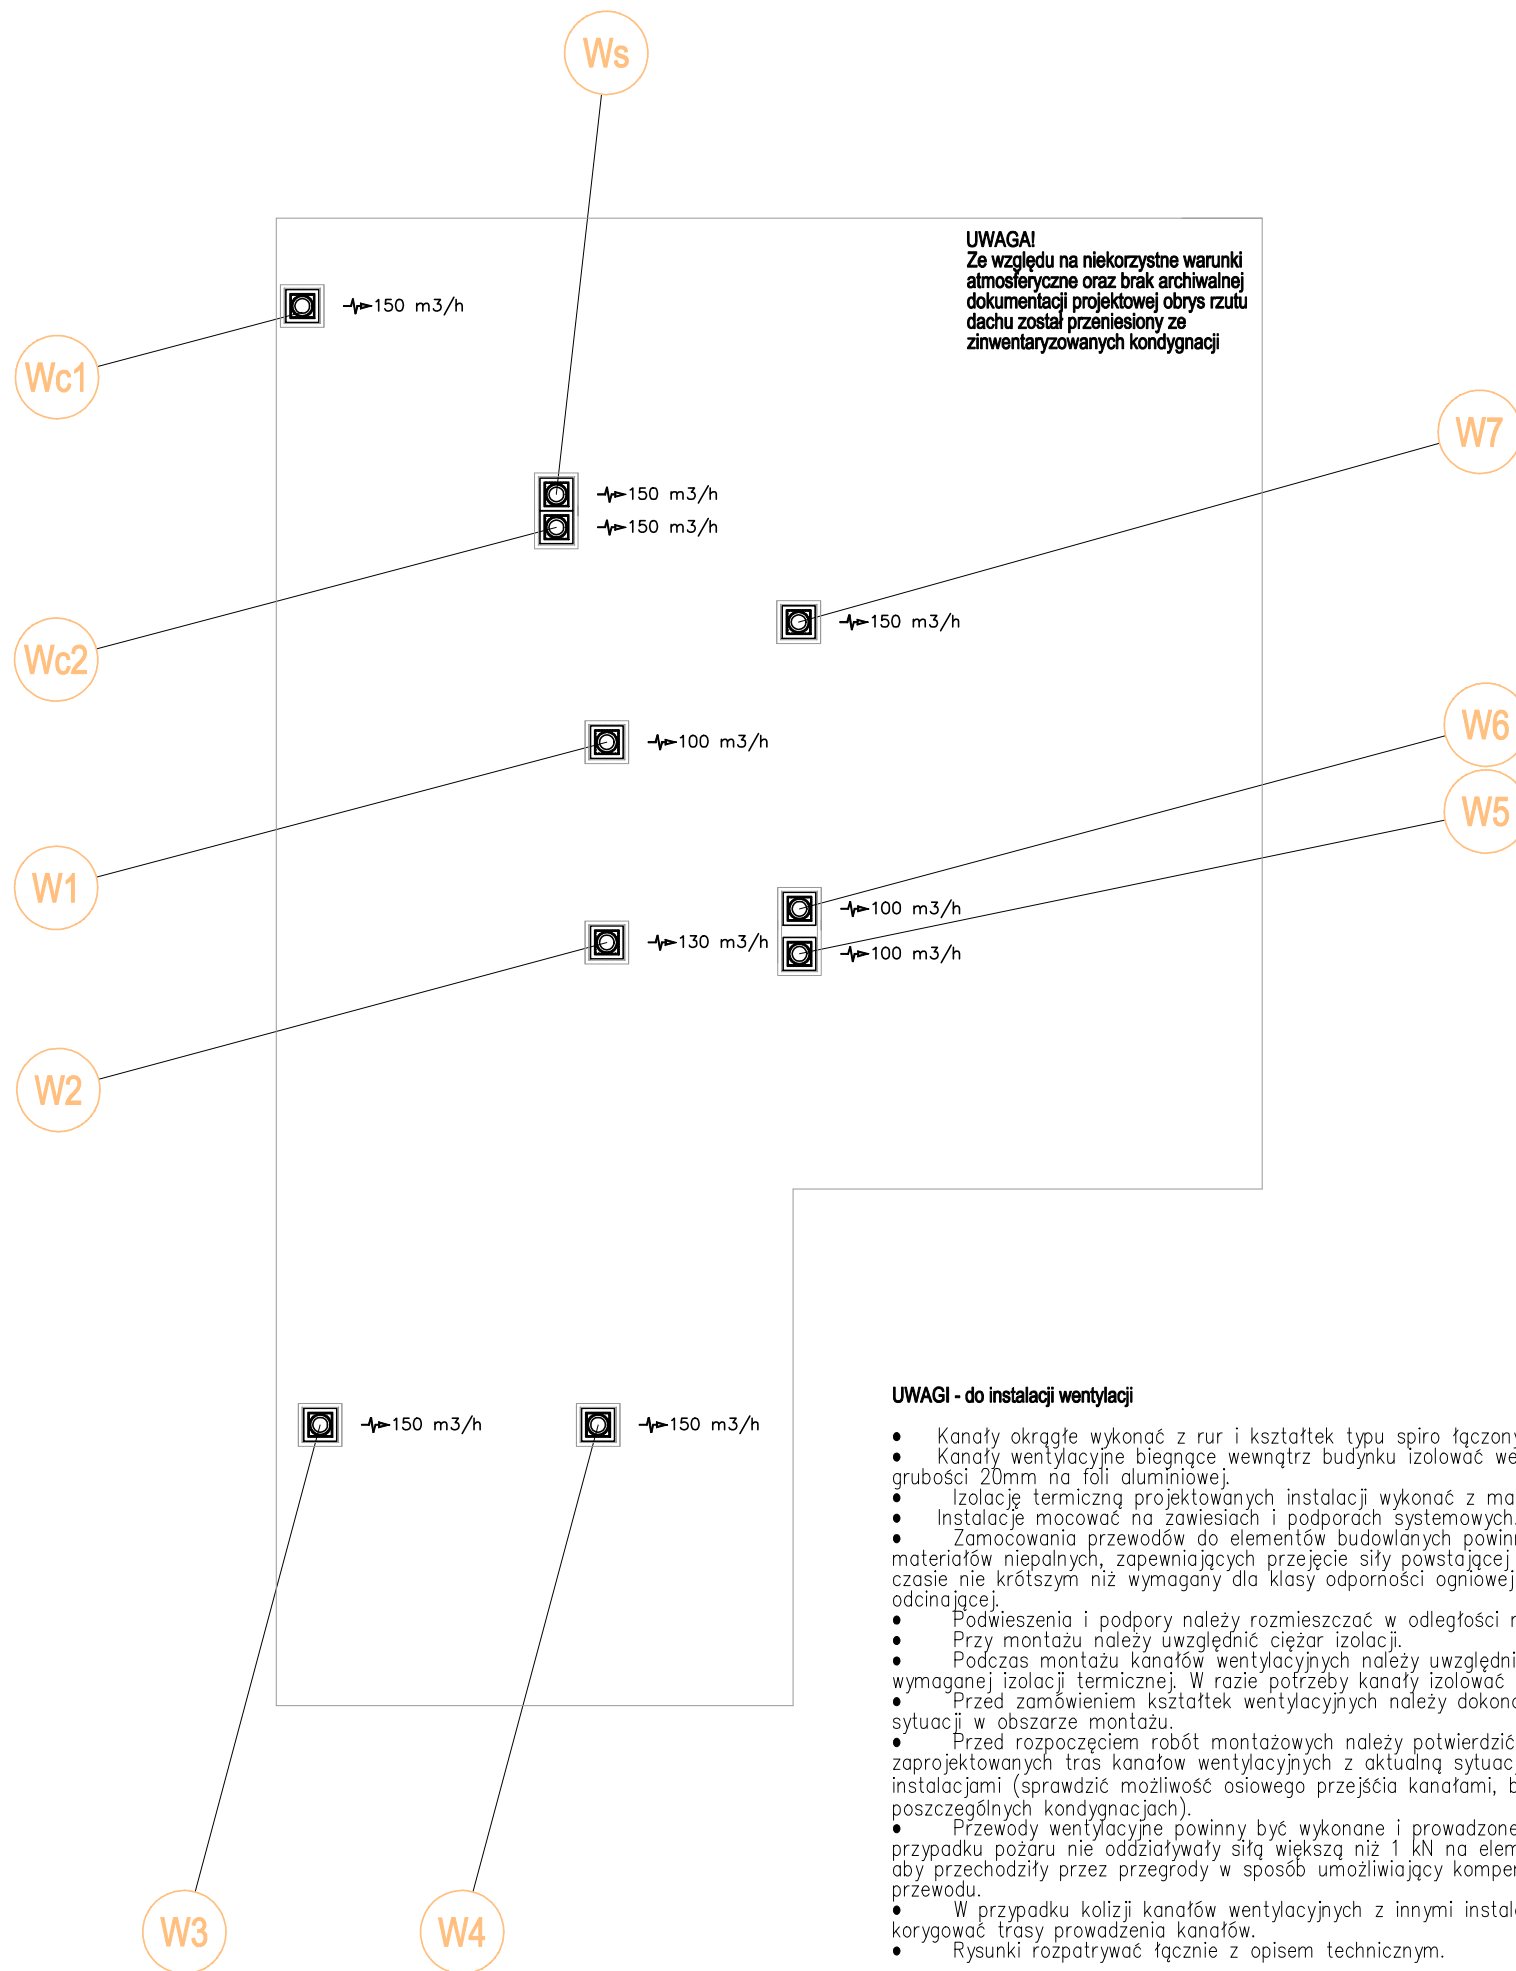 Ws
UWAGA!
Ze względu na niekorzystne warunki
atmosferyczne oraz brak archiwalnej
dokumentacji projektowej obrys rzutu
dachu został przeniesiony ze
zinwentaryzowanych kondygnacji
150 m3/h
Wc1
W7
150 m3/h
150 m3/h
Wc2
150 m3/h
W6
100 m3/h
W5
W1
100 m3/h
130 m3/h
100 m3/h
W2
UWAGI - do instalacji wentylacji
150 m3/h
150 m3/h
• Kanały okrągłe wykonać z rur i kształtek typu spiro łączony
• Kanały wentylacyjne biegnące wewnątrz budynku izolować we
grubości 20mm na foli aluminiowej.
• Izolację termiczną projektowanych instalacji wykonać z ma
• Instalacje mocować na zawiesiach i podporach systemowych.
• Zamocowania przewodów do elementów budowlanych powin
materiałów niepalnych, zapewniających przejęcie siły powstającej
czasie nie krótszym niż wymagany dla klasy odporności ogniowej
odcinającej.
• Podwieszenia i podpory należy rozmieszczać w odległości
• Przy montażu należy uwzględnić ciężar izolacji.
• Podczas montażu kanałów wentylacyjnych należy uwzględni
wymaganej izolacji termicznej. W razie potrzeby kanały izolować
• Przed zamówieniem kształtek wentylacyjnych należy dokona
sytuacji w obszarze montażu.
• Przed rozpoczęciem robót montażowych należy potwierdzić
zaprojektowanych tras kanałow wentylacyjnych z aktualną sytuac
instalacjami (sprawdzić możliwość osiowego przejśćia kanałami, b
poszczególnych kondygnacjach).
• Przewody wentylacyjne powinny być wykonane i prowadzone
przypadku pożaru nie oddziaływały siłą większą niż 1 kN na elem
aby przechodziły przez przegrody w sposób umożliwiający kompen
przewodu.
• W przypadku kolizji kanałów wentylacyjnych z innymi instala
korygować trasy prowadzenia kanałów.
• Rysunki rozpatrywać łącznie z opisem technicznym.
W3
W4